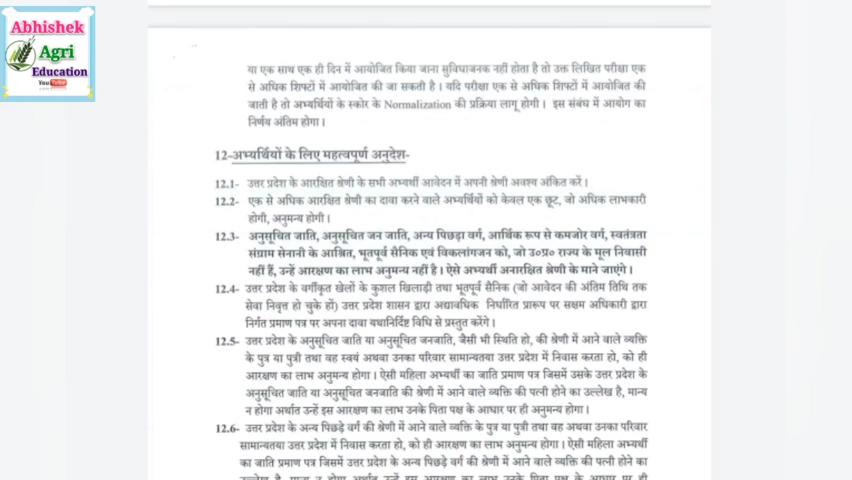 Abhishek
Agri
Education
YouTube
या एक साथ एक ही दिन में आयोजित किया जाना सुविधाजनक नहीं होता है तो उक्त लिखित परीक्षा एक
से अधिक शिफ्टों में आयोजित की जा सकती है। यदि परीक्षा एक से अधिक शिफ्टों में आयोजित की
जाती है तो अभ्यर्थियों के स्कोर के Normalization की प्रक्रिया लागू होगी। इस संबंध में आयोग का
निर्णय अंतिम होगा।
12-अभ्यर्थियों के लिए महत्वपूर्ण अनुदेश-
12.1- उत्तर प्रदेश के आरक्षित श्रेणी के सभी अभ्यर्थी आवेदन में अपनी श्रेणी अवश्य अंकित करें।
12.2- एक से अधिक आरक्षित श्रेणी का दावा करने वाले अभ्यर्थियों को केवल एक छूट, जो अधिक लाभकारी
होगी, अनुमन्य होगी।
12.3- अनुसूचित जाति, अनुसूचित जन जाति, अन्य पिछड़ा वर्ग, आर्थिक रूप से कमजोर वर्ग, स्वतंत्रता
संग्राम सेनानी के आश्रित, भूतपूर्व सैनिक एवं विकलांगजन को, जो उ०प्र० राज्य के मूल निवासी
नहीं हैं, उन्हें आरक्षण का लाभ अनुमन्य नहीं है। ऐसे अभ्यर्थी अनारक्षित श्रेणी के माने जाएंगे।
12.4- उत्तर प्रदेश के वर्गीकृत खेलों के कुशल खिलाड़ी तथा भूतपूर्व सैनिक (जो आवेदन की अंतिम तिथि तक
सेवा निवृत्त हो चुके हों) उत्तर प्रदेश शासन द्वारा अद्यावधिक निर्धारित प्रारूप पर सक्षम अधिकारी द्वारा
निर्गत प्रमाण पत्र पर अपना दावा यथानिर्दिष्ट विधि से प्रस्तुत करेंगे।
12.5- उत्तर प्रदेश के अनुसूचित जाति या अनुसूचित जनजाति, जैसी भी स्थिति हो, की श्रेणी में आने वाले व्यक्ति
के पुत्र या पुत्री तथा वह स्वयं अथवा उनका परिवार सामान्यतया उत्तर प्रदेश में निवास करता हो, को ही
आरक्षण का लाभ अनुमन्य होगा। ऐसी महिला अभ्यर्थी का जाति प्रमाण पत्र जिसमें उसके उत्तर प्रदेश के
अनुसूचित जाति या अनुसूचित जनजाति की श्रेणी में आने वाले व्यक्ति की पत्नी होने का उल्लेख है, मान्य
न होगा अर्थात उन्हें इस आरक्षण का लाभ उनके पिता पक्ष के आधार पर ही अनुमन्य होगा।
12.6- उत्तर प्रदेश के अन्य पिछड़े वर्ग की श्रेणी में आने वाले व्यक्ति के पुत्र या पुत्री तथा वह अथवा उनका परिवार
सामान्यतया उत्तर प्रदेश में निवास करता हो, को ही आरक्षण का लाभ अनुमन्य होगा। ऐसी महिला अभ्यर्थी
का जाति प्रमाण पत्र जिसमें उत्तर प्रदेश के अन्य पिछड़े वर्ग की श्रेणी में आने वाले व्यक्ति की पत्नी होने का
उल्लेख है, मान्य न होगा अर्थात उन्हें इस आरक्षण का लाभ उनके पिता पक्ष के आधार पर ही